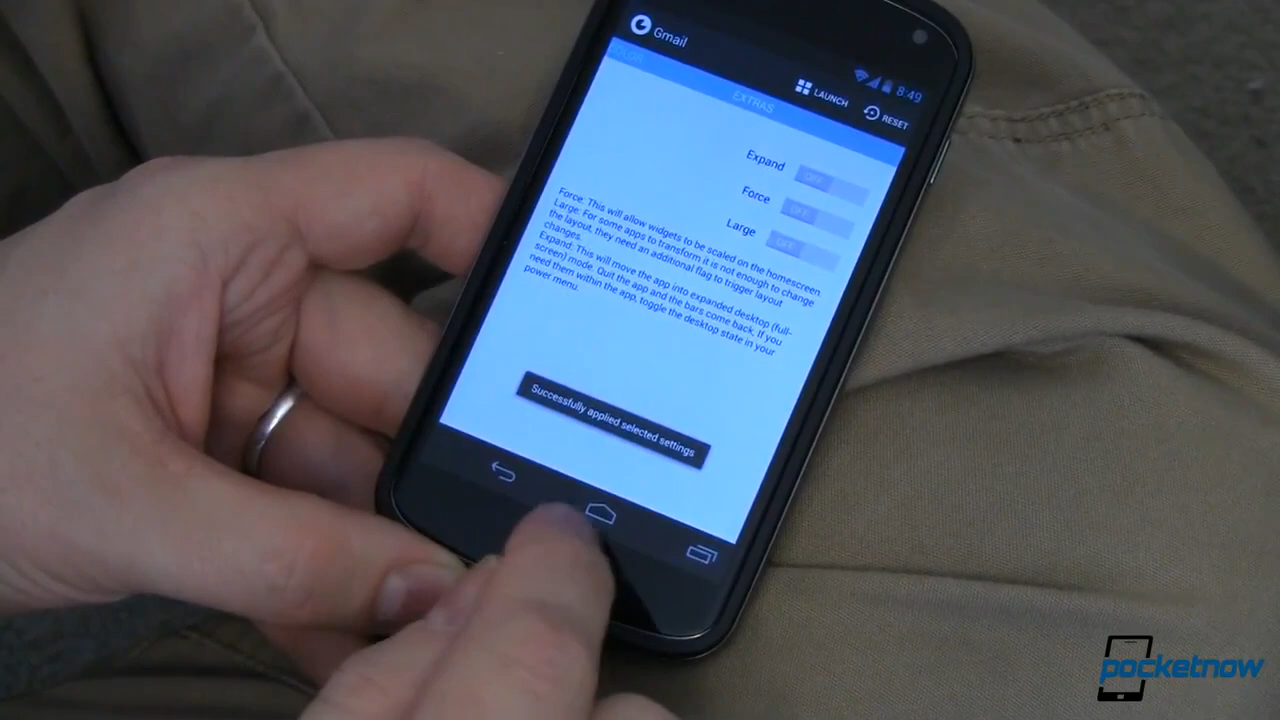 Gmail
8:49
LAUNCH
RESET
COLOR
EXTRAS
Expand
OFF
Force
OFF
Large
OFF
Force: This will allow widgets to be scaled on the homescreen
Large: For some apps to transform it is not enough to change
the layout, they need an additional flag to trigger layout
changes.
Expand: This will move the app into expanded desktop (full-
screen) mode. Quit the app and the bars come back. If you
need them within the app, toggle the desktop state in your
power menu.
Successfully applied selected settings
pocketnow